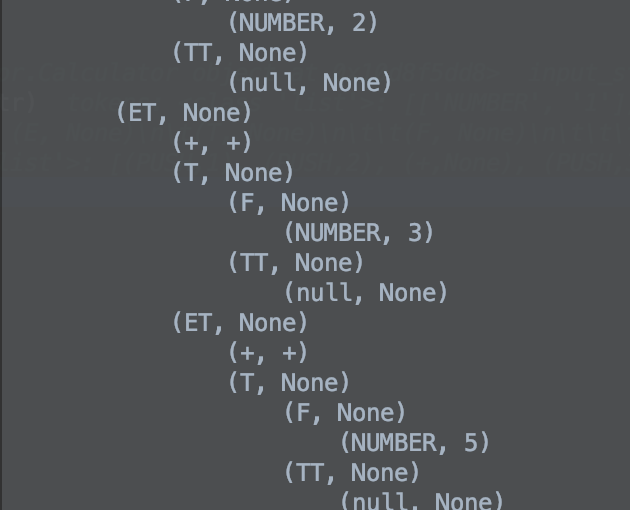 (NUMBER, 2)
(TT, None)
(null, None)
(ET, None)
(+, +)
(T, None)
(F, None)
(NUMBER, 3)
(TT, None)
(null, None)
(ET, None)
(+, +)
(T, None)
(F, None)
(NUMBER, 5)
(TT, None)
(null, None)